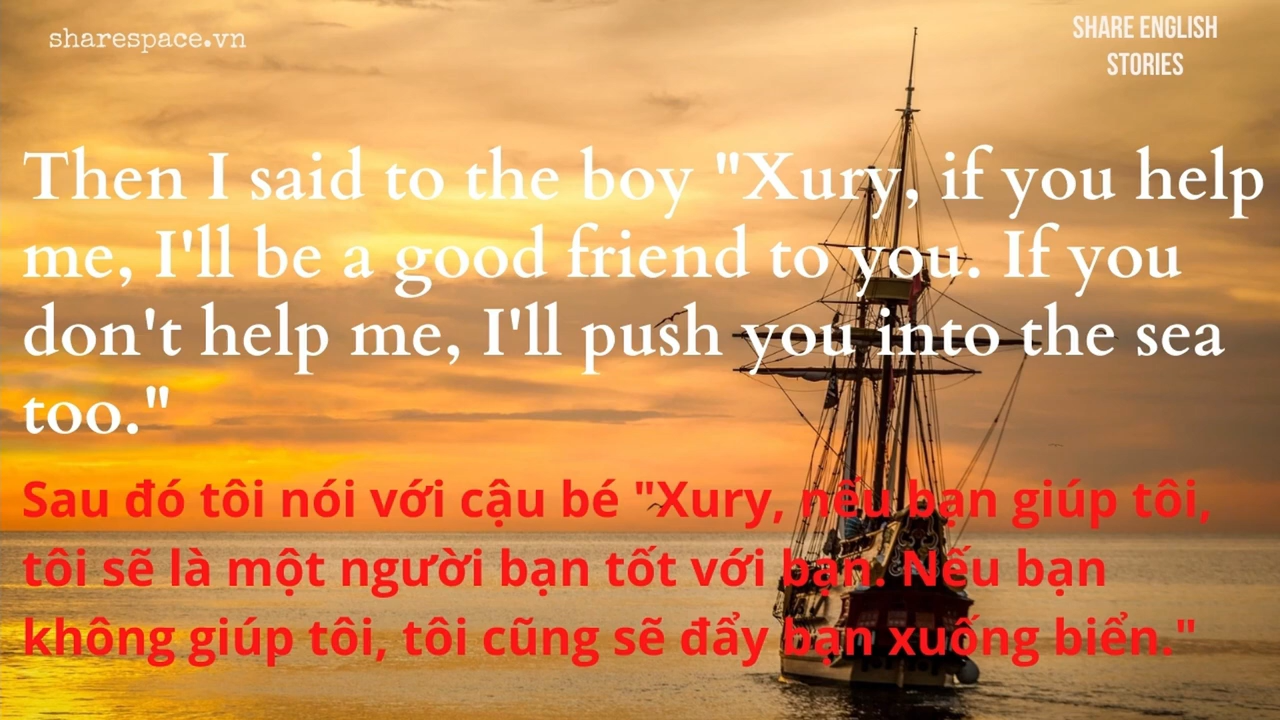 sharespace.vn
SHARE ENGLISH
STORIES
Then I said to the boy "Xury, if you help
me, I'll be a good friend to you. If you
don't help me, I'll push you into the sea
too."
Sau đó tôi nói với cậu bé "Xury, nếu bạn giúp tôi,
tôi sẽ là một người bạn tốt với bạn. Nếu bạn
không giúp tôi, tôi cũng sẽ đẩy bạn xuống biển."